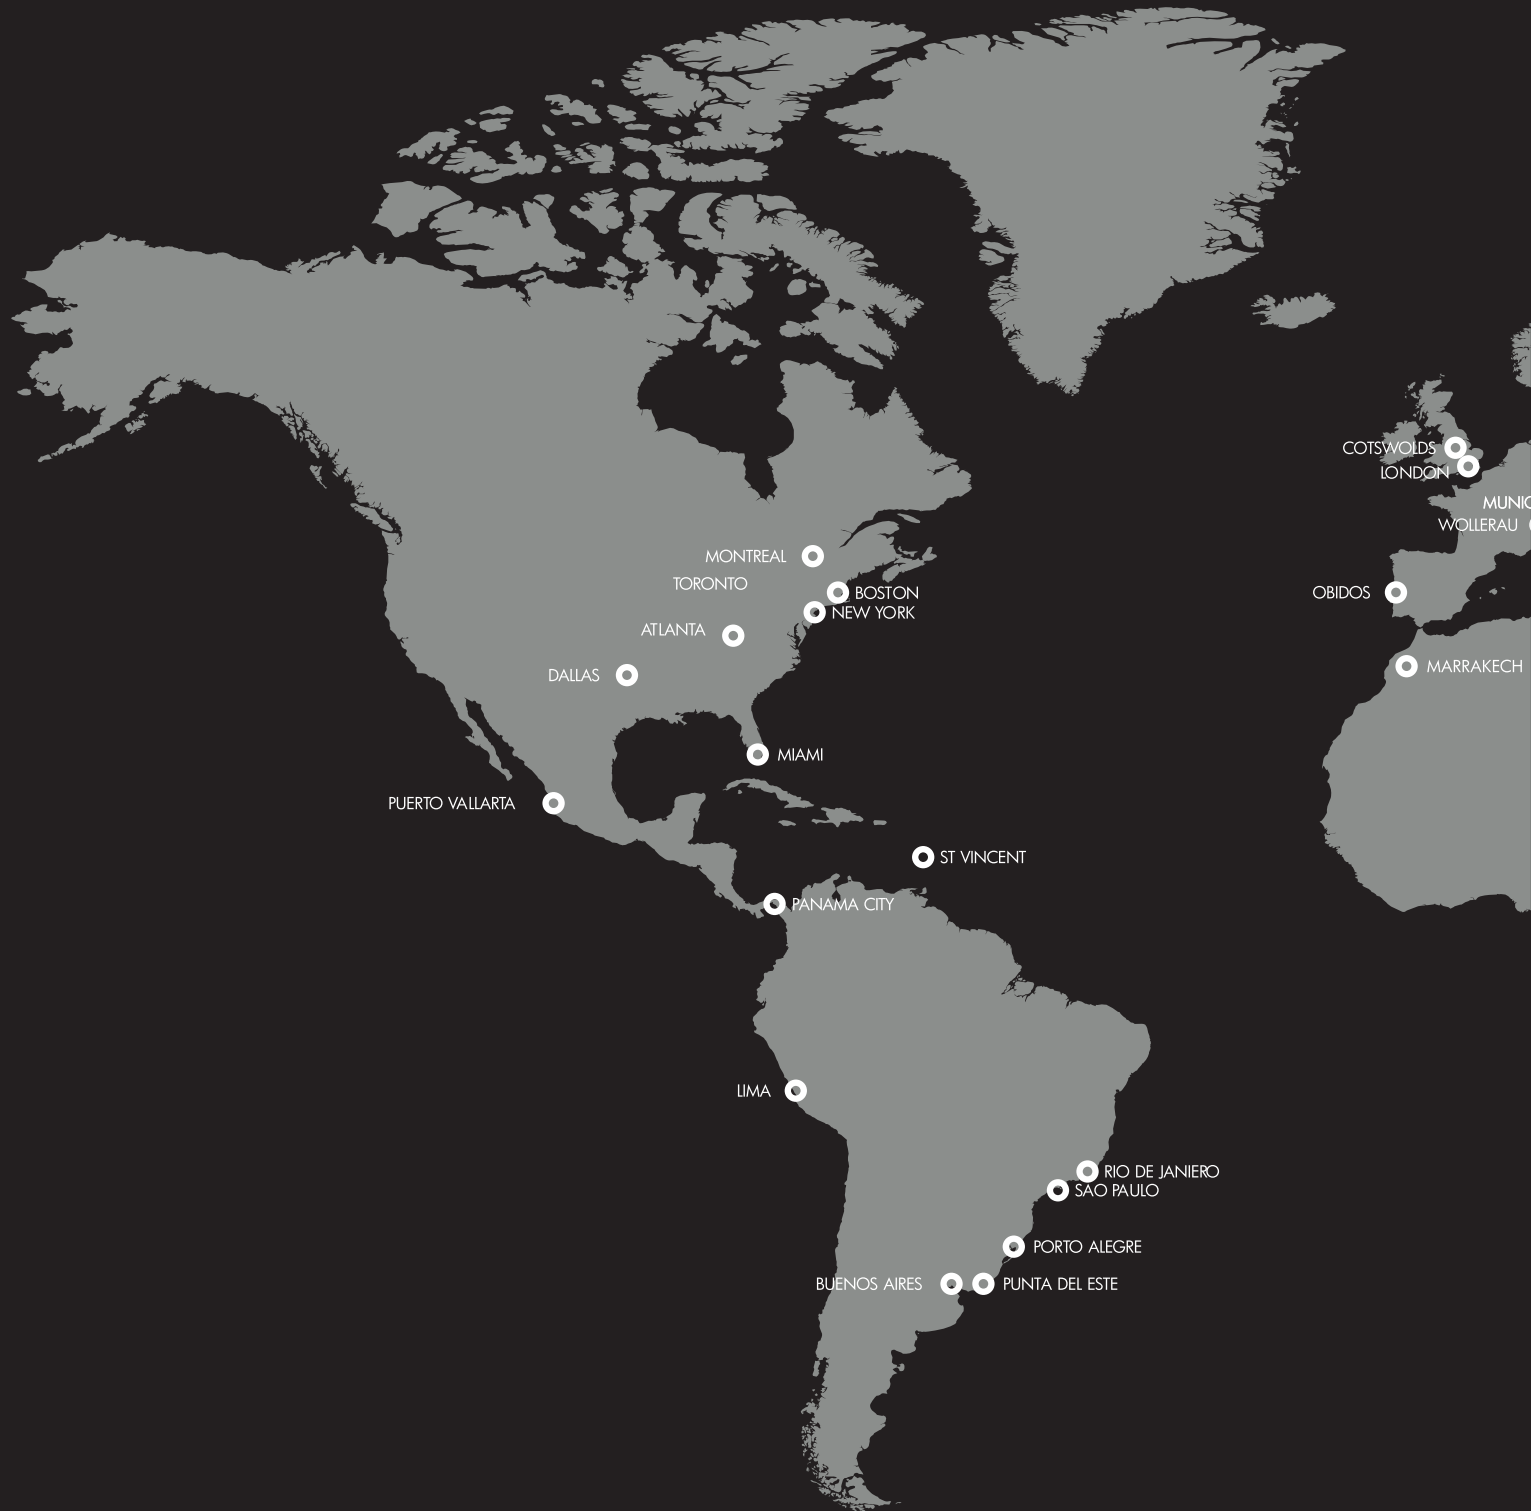 COTSWOLDS
LONDON
MUNIC
WOLLERAU
MONTREAL
TORONTO
BOSTON
OBIDOS
NEW YORK
ATLANTA
MARRAKECH
DALLAS
MIAMI
PUERTO VALLARTA
ST VINCENT
PANAMA CITY
LIMA
RIO DE JANIERO
SAO PAULO
PORTO ALEGRE
BUENOS AIRES
PUNTA DEL ESTE